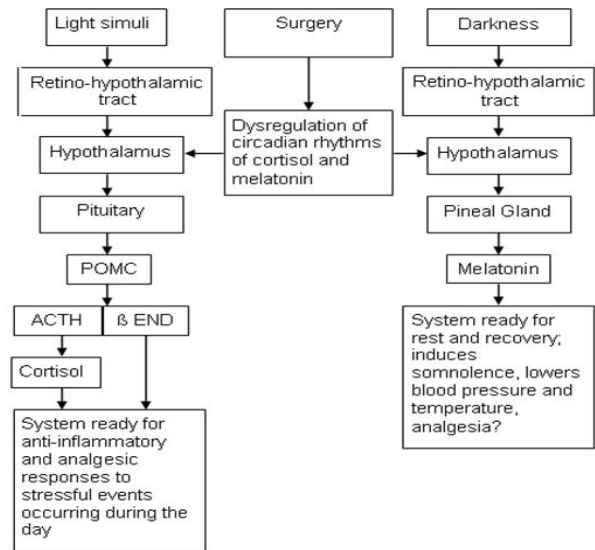 Light simuli
Retino-hypothalamic
tract
Hypothalamus
Pituitary
POMC
ACTH
ß END
Cortisol
System ready for
anti-inflammatory
and analgesic
responses to
stressful events
occurring during the
day
Surgery
Dysregulation of
circadian rhythms
of cortisol and
melatonin
Darkness
Retino-hypothalamic
tract
Hypothalamus
Pineal Gland
Melatonin
System ready for
rest and recovery;
induces
somnolence, lowers
blood pressure and
temperature,
analgesia?